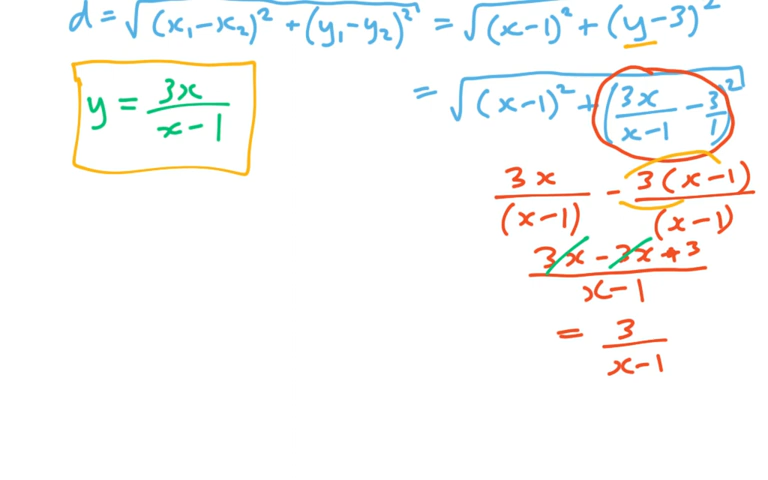 d = √((x₁-x₂)² + (y₁-y₂)²) = √((x-1)² + (y-3)²
y = 3x/(x-1)
= √((x-1)² + (3x/(x-1) - 3/1)²)
3x/(x-1) - 3(x-1)/(x-1)
(3x-3x+3)/(x-1)
= 3/(x-1)